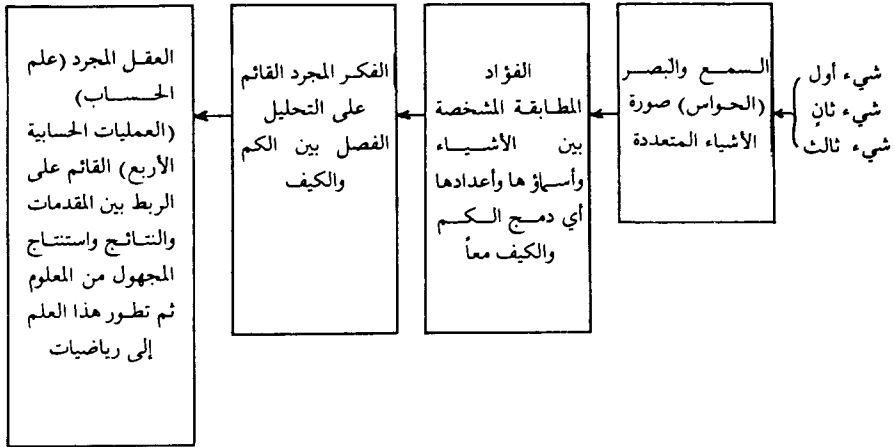 شيء أول
شيء ثانٍ
شيء ثالث
السمع والبصر
(الحواس) صورة
الأشياء المتعددة
الفؤاد
المطابقة المشخصة
بين الأشياء
وأسماؤها وأعدادها
أي دمج الكم
والكيف معاً
الفكر المجرد القائم
على التحليل
الفصل بين الكم
والكيف
العقل المجرد (علم
الحساب)
(العمليات الحسابية
الأربع) القائم على
الربط بين المقدمات
والنتائج واستنتاج
المجهول من المعلوم
ثم تطور هذا العلم
إلى رياضيات